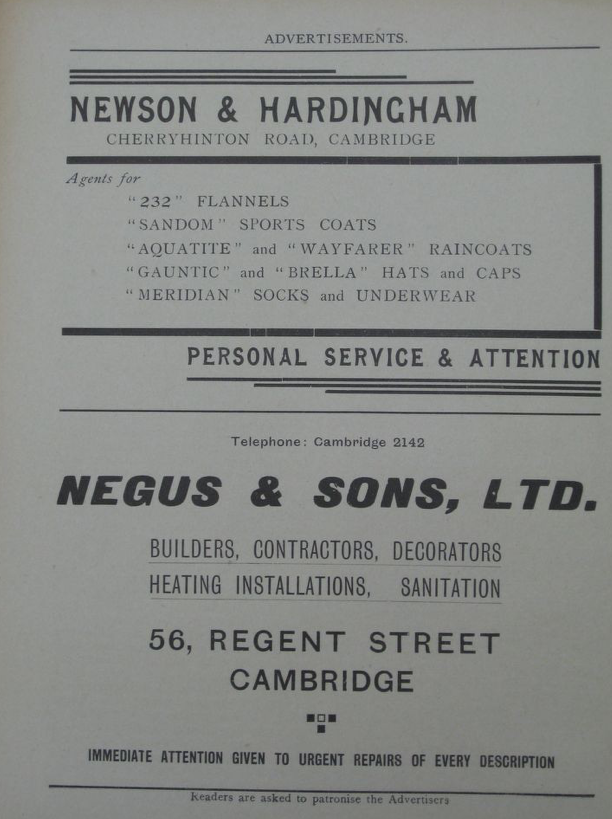 ADVERTISEMENTS.
NEWSON & HARDINGHAM
CHERRYHINTON ROAD, CAMBRIDGE
Agents for
"232" FLANNELS
"SANDOM" SPORTS COATS
"AQUATITE" and "WAYFARER" RAINCOATS
"GAUNTIC" and "BRELLA" HATS and CAPS
"MERIDIAN" SOCKS and UNDERWEAR
PERSONAL SERVICE & ATTENTION
Telephone: Cambridge 2142
NEGUS & SONS, LTD.
BUILDERS, CONTRACTORS, DECORATORS
HEATING INSTALLATIONS, SANITATION
56, REGENT STREET
CAMBRIDGE
IMMEDIATE ATTENTION GIVEN TO URGENT REPAIRS OF EVERY DESCRIPTION
Readers are asked to patronise the Advertisers